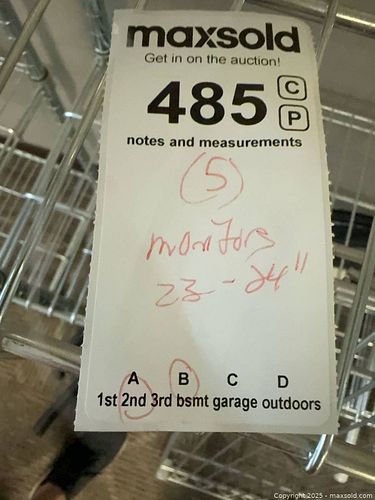 maxsold
Get in on the auction!
485 C
P
notes and measurements
(5)
monitors
23-24"
A B C D
1st 2nd 3rd bsmt garage outdoors
Copyright 2025 - maxsold.com